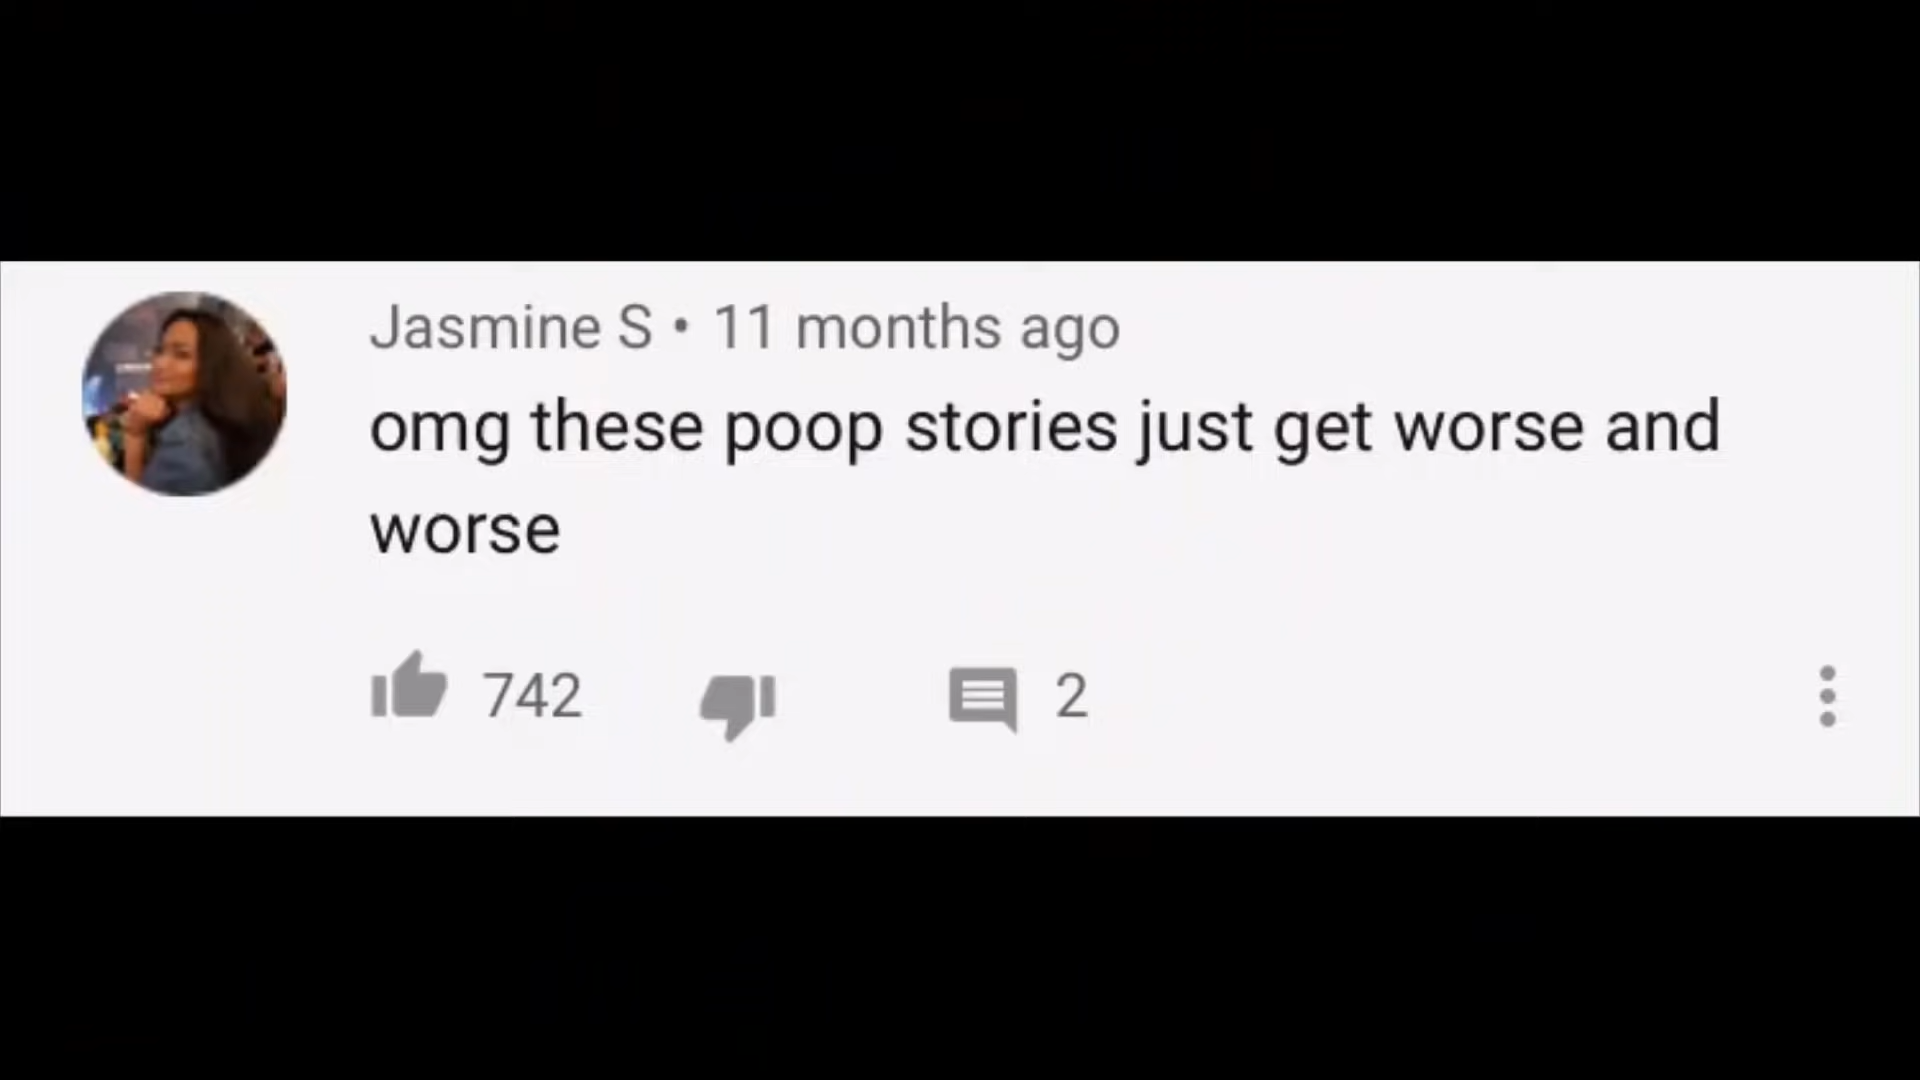 Jasmine S • 11 months ago
omg these poop stories just get worse and
worse
742
2